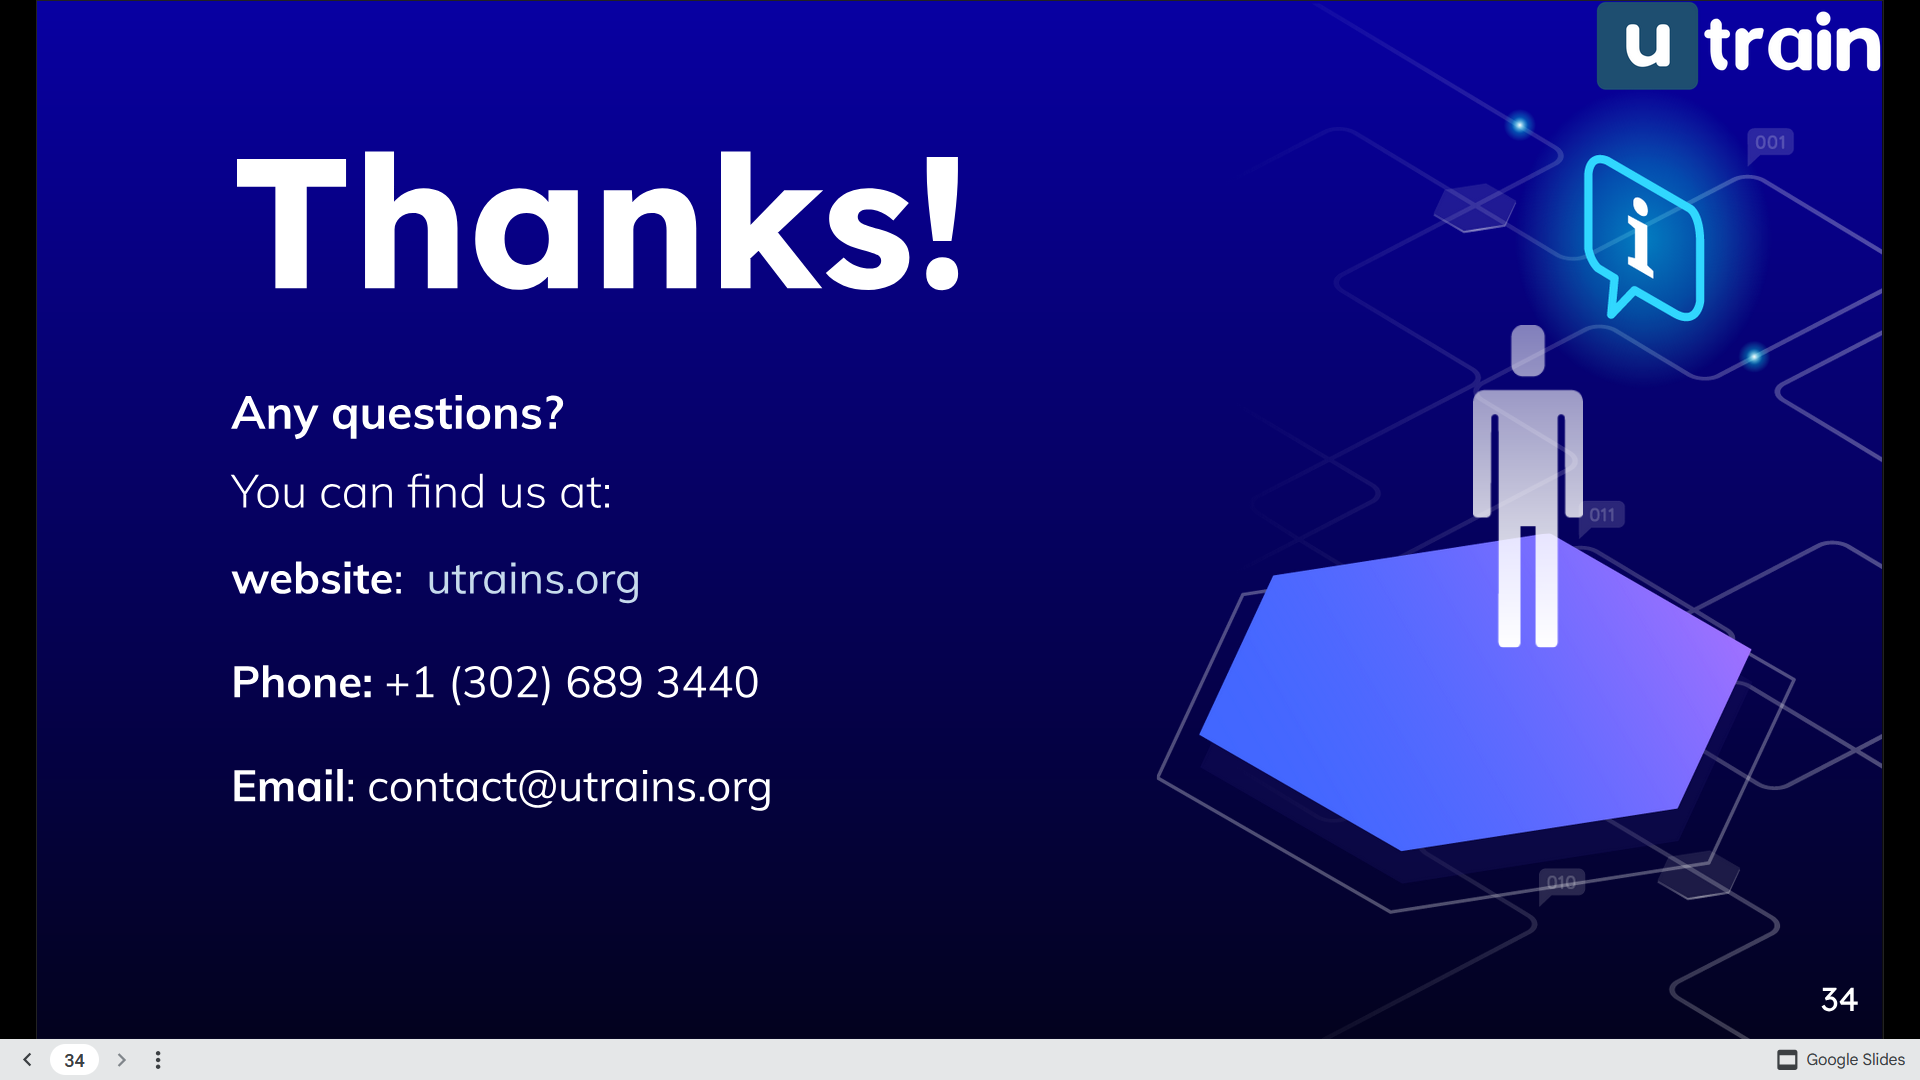 u train
001
i
Thanks!
Any questions?
You can find us at:
website: utrains.org
011
Phone: +1 (302) 689 3440
Email: contact@utrains.org
010
34
34
Google Slides